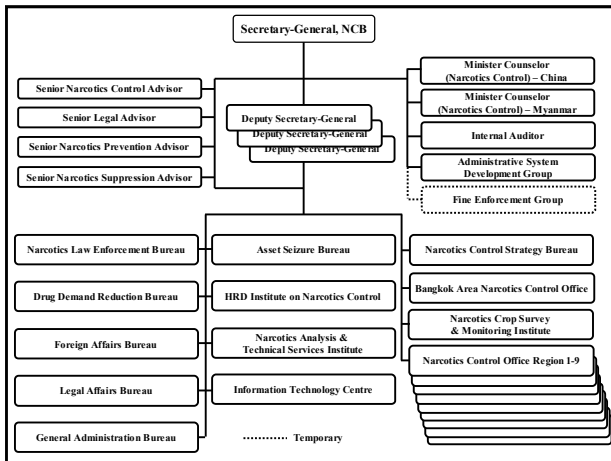 Secretary-General, NCB
Senior Narcotics Control Advisor
Senior Legal Advisor
Senior Narcotics Prevention Advisor
Senior Narcotics Suppression Advisor
Deputy Secretary-General
Deputy Secretary-General
Deputy Secretary-General
Minister Counselor
(Narcotics Control) – China
Minister Counselor
(Narcotics Control) – Myanmar
Internal Auditor
Administrative System
Development Group
Fine Enforcement Group
Narcotics Law Enforcement Bureau
Drug Demand Reduction Bureau
Foreign Affairs Bureau
Legal Affairs Bureau
General Administration Bureau
Asset Seizure Bureau
HRD Institute on Narcotics Control
Narcotics Analysis &
Technical Services Institute
Information Technology Centre
Narcotics Control Strategy Bureau
Bangkok Area Narcotics Control Office
Narcotics Crop Survey
& Monitoring Institute
Narcotics Control Office Region 1-9
Temporary